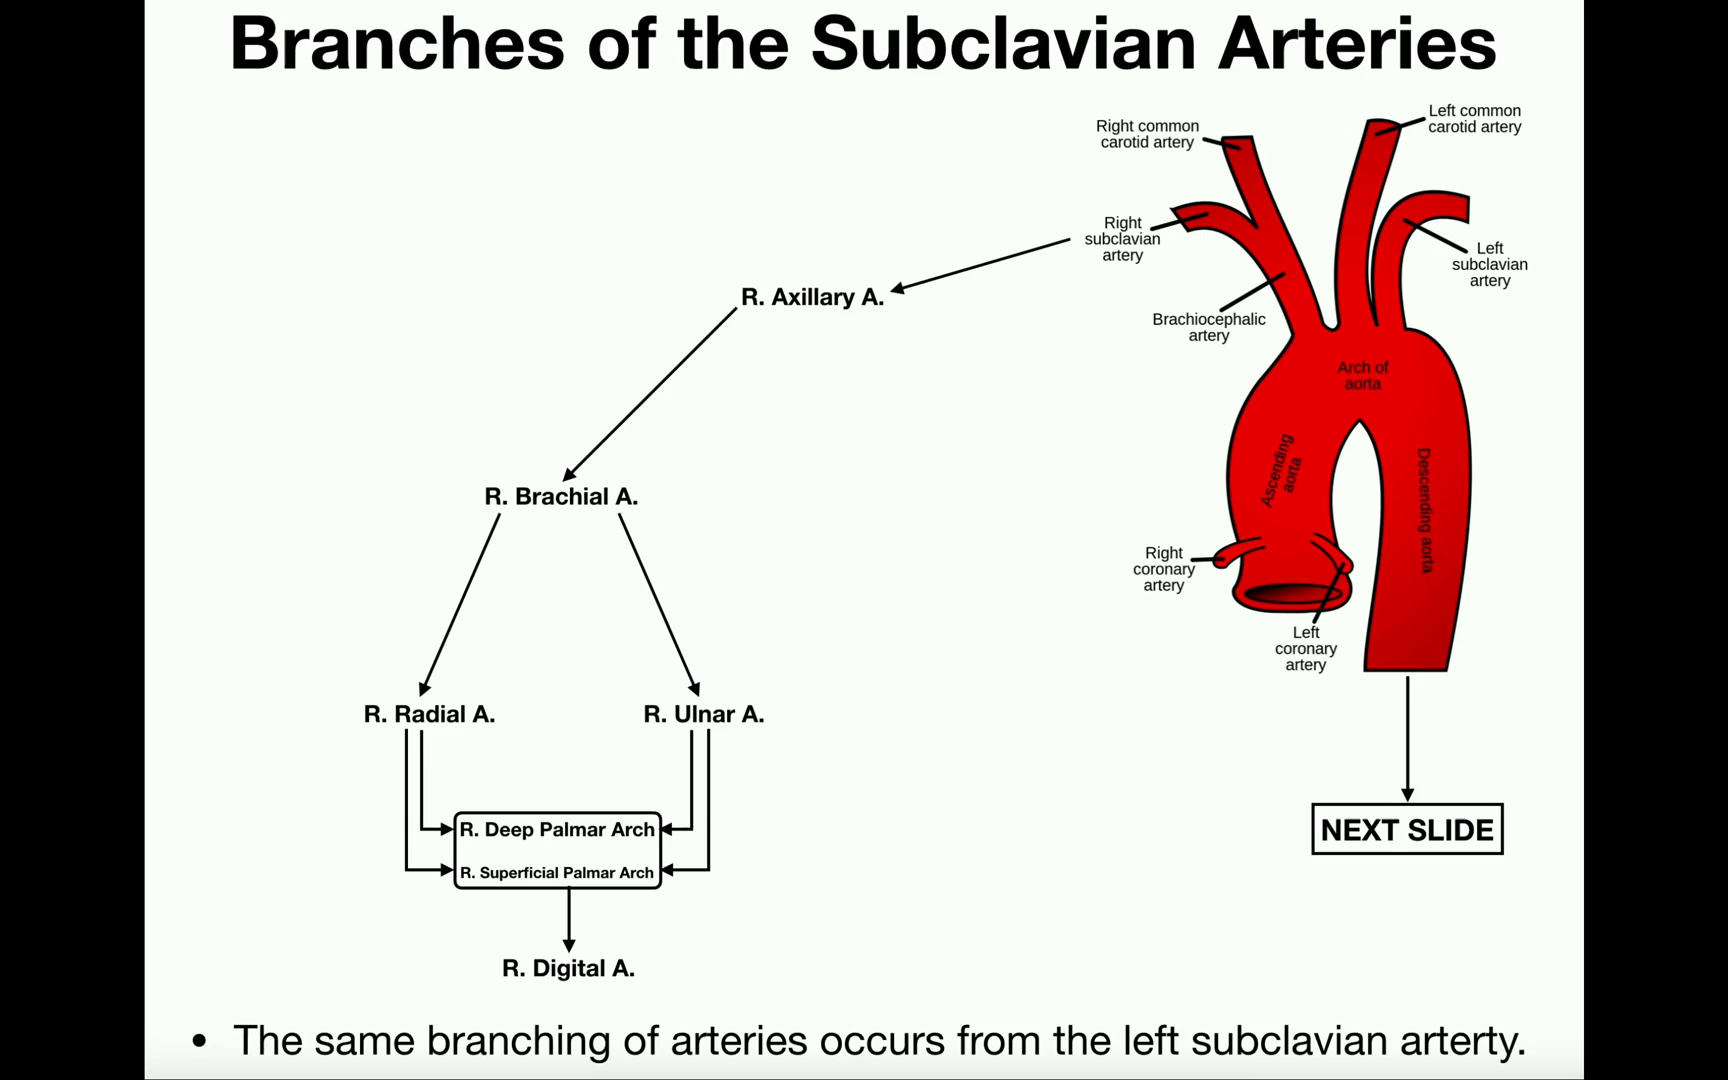 Branches of the Subclavian Arteries
Left common
carotid artery
Right common
carotid artery
Right
subclavian
artery
Left
subclavian
artery
R. Axillary A.
Brachiocephalic
artery
Arch of
aorta
Ascending
aorta
Descending aorta
R. Brachial A.
Right
coronary
artery
Left
coronary
artery
R. Radial A.
R. Ulnar A.
R. Deep Palmar Arch
R. Superficial Palmar Arch
NEXT SLIDE
R. Digital A.
• The same branching of arteries occurs from the left subclavian arterty.